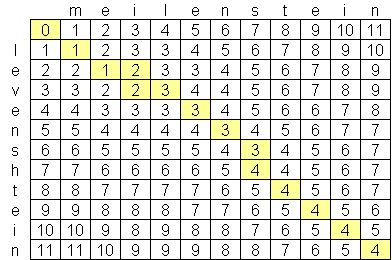 m e i l e n s t e i n
0 1 2 3 4 5 6 7 8 9 10 11
l 1 1 2 3 3 4 5 6 7 8 9 10
e 2 2 1 2 3 3 4 5 6 7 8 9
v 3 3 2 2 3 4 4 5 6 7 8 9
e 4 4 3 3 3 3 4 5 6 6 7 8
n 5 5 4 4 4 4 3 4 5 6 7 7
s 6 6 5 5 5 5 4 3 4 5 6 7
h 7 7 6 6 6 6 5 4 4 5 6 7
t 8 8 7 7 7 7 6 5 4 5 6 7
e 9 9 8 8 8 7 7 6 5 4 5 6
i 10 10 9 8 9 8 8 7 6 5 4 5
n 11 11 10 9 9 9 8 8 7 6 5 4